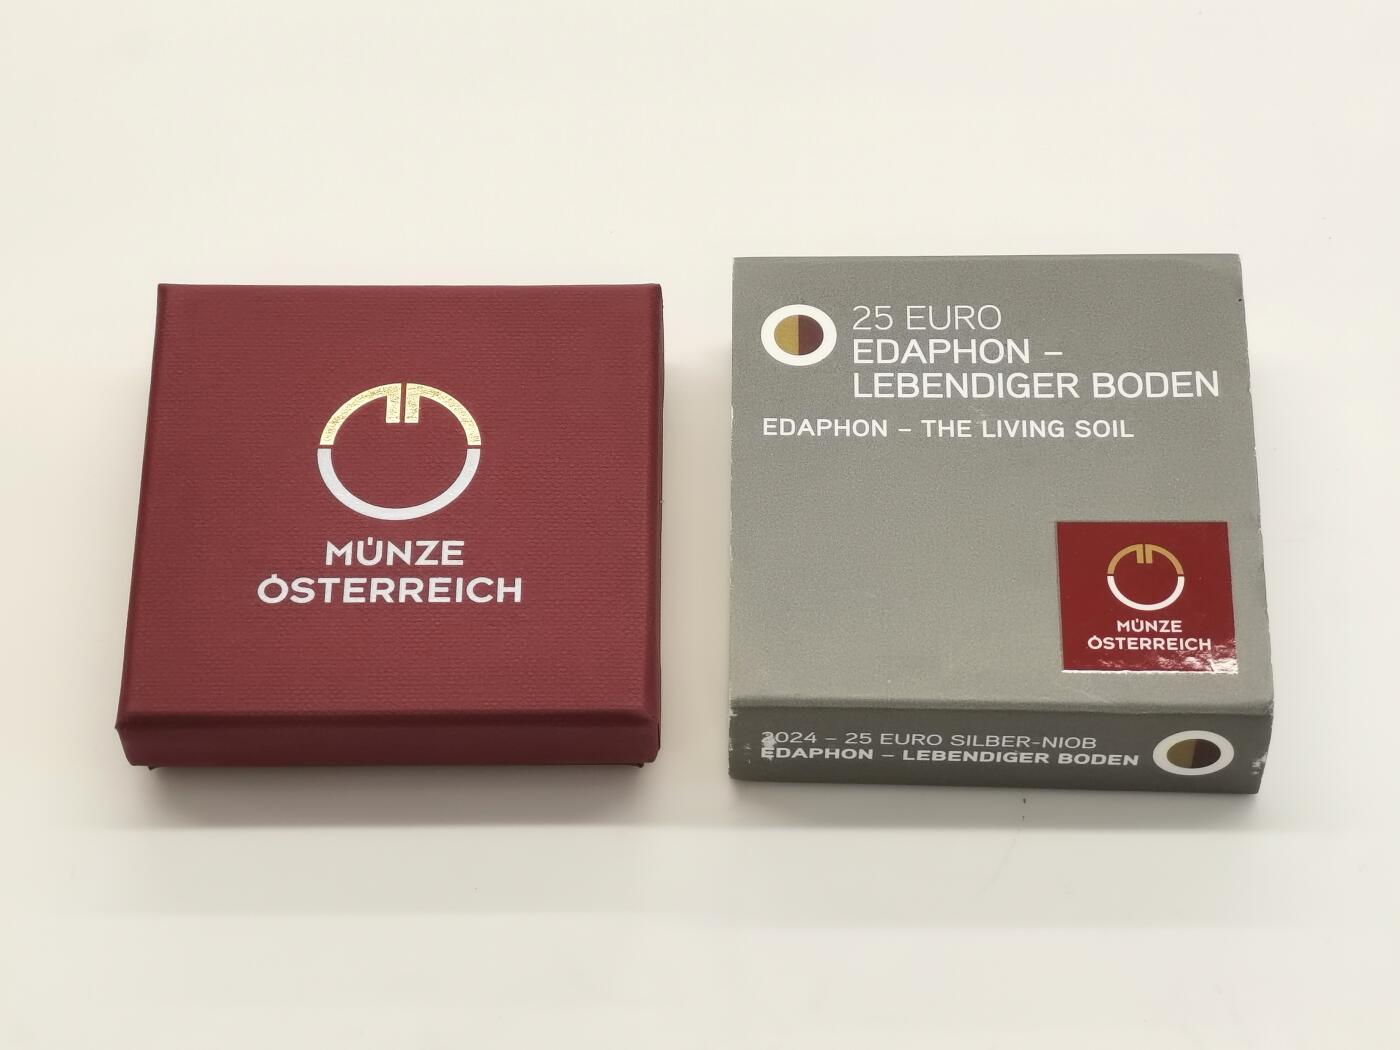 MÜNZE
ÖSTERREICH
25 EURO
EDAPHON –
LEBENDIGER BODEN
EDAPHON – THE LIVING SOIL
MÜNZE
ÖSTERREICH
2024 – 25 EURO SILBER-NIOB
EDAPHON – LEBENDIGER BODEN